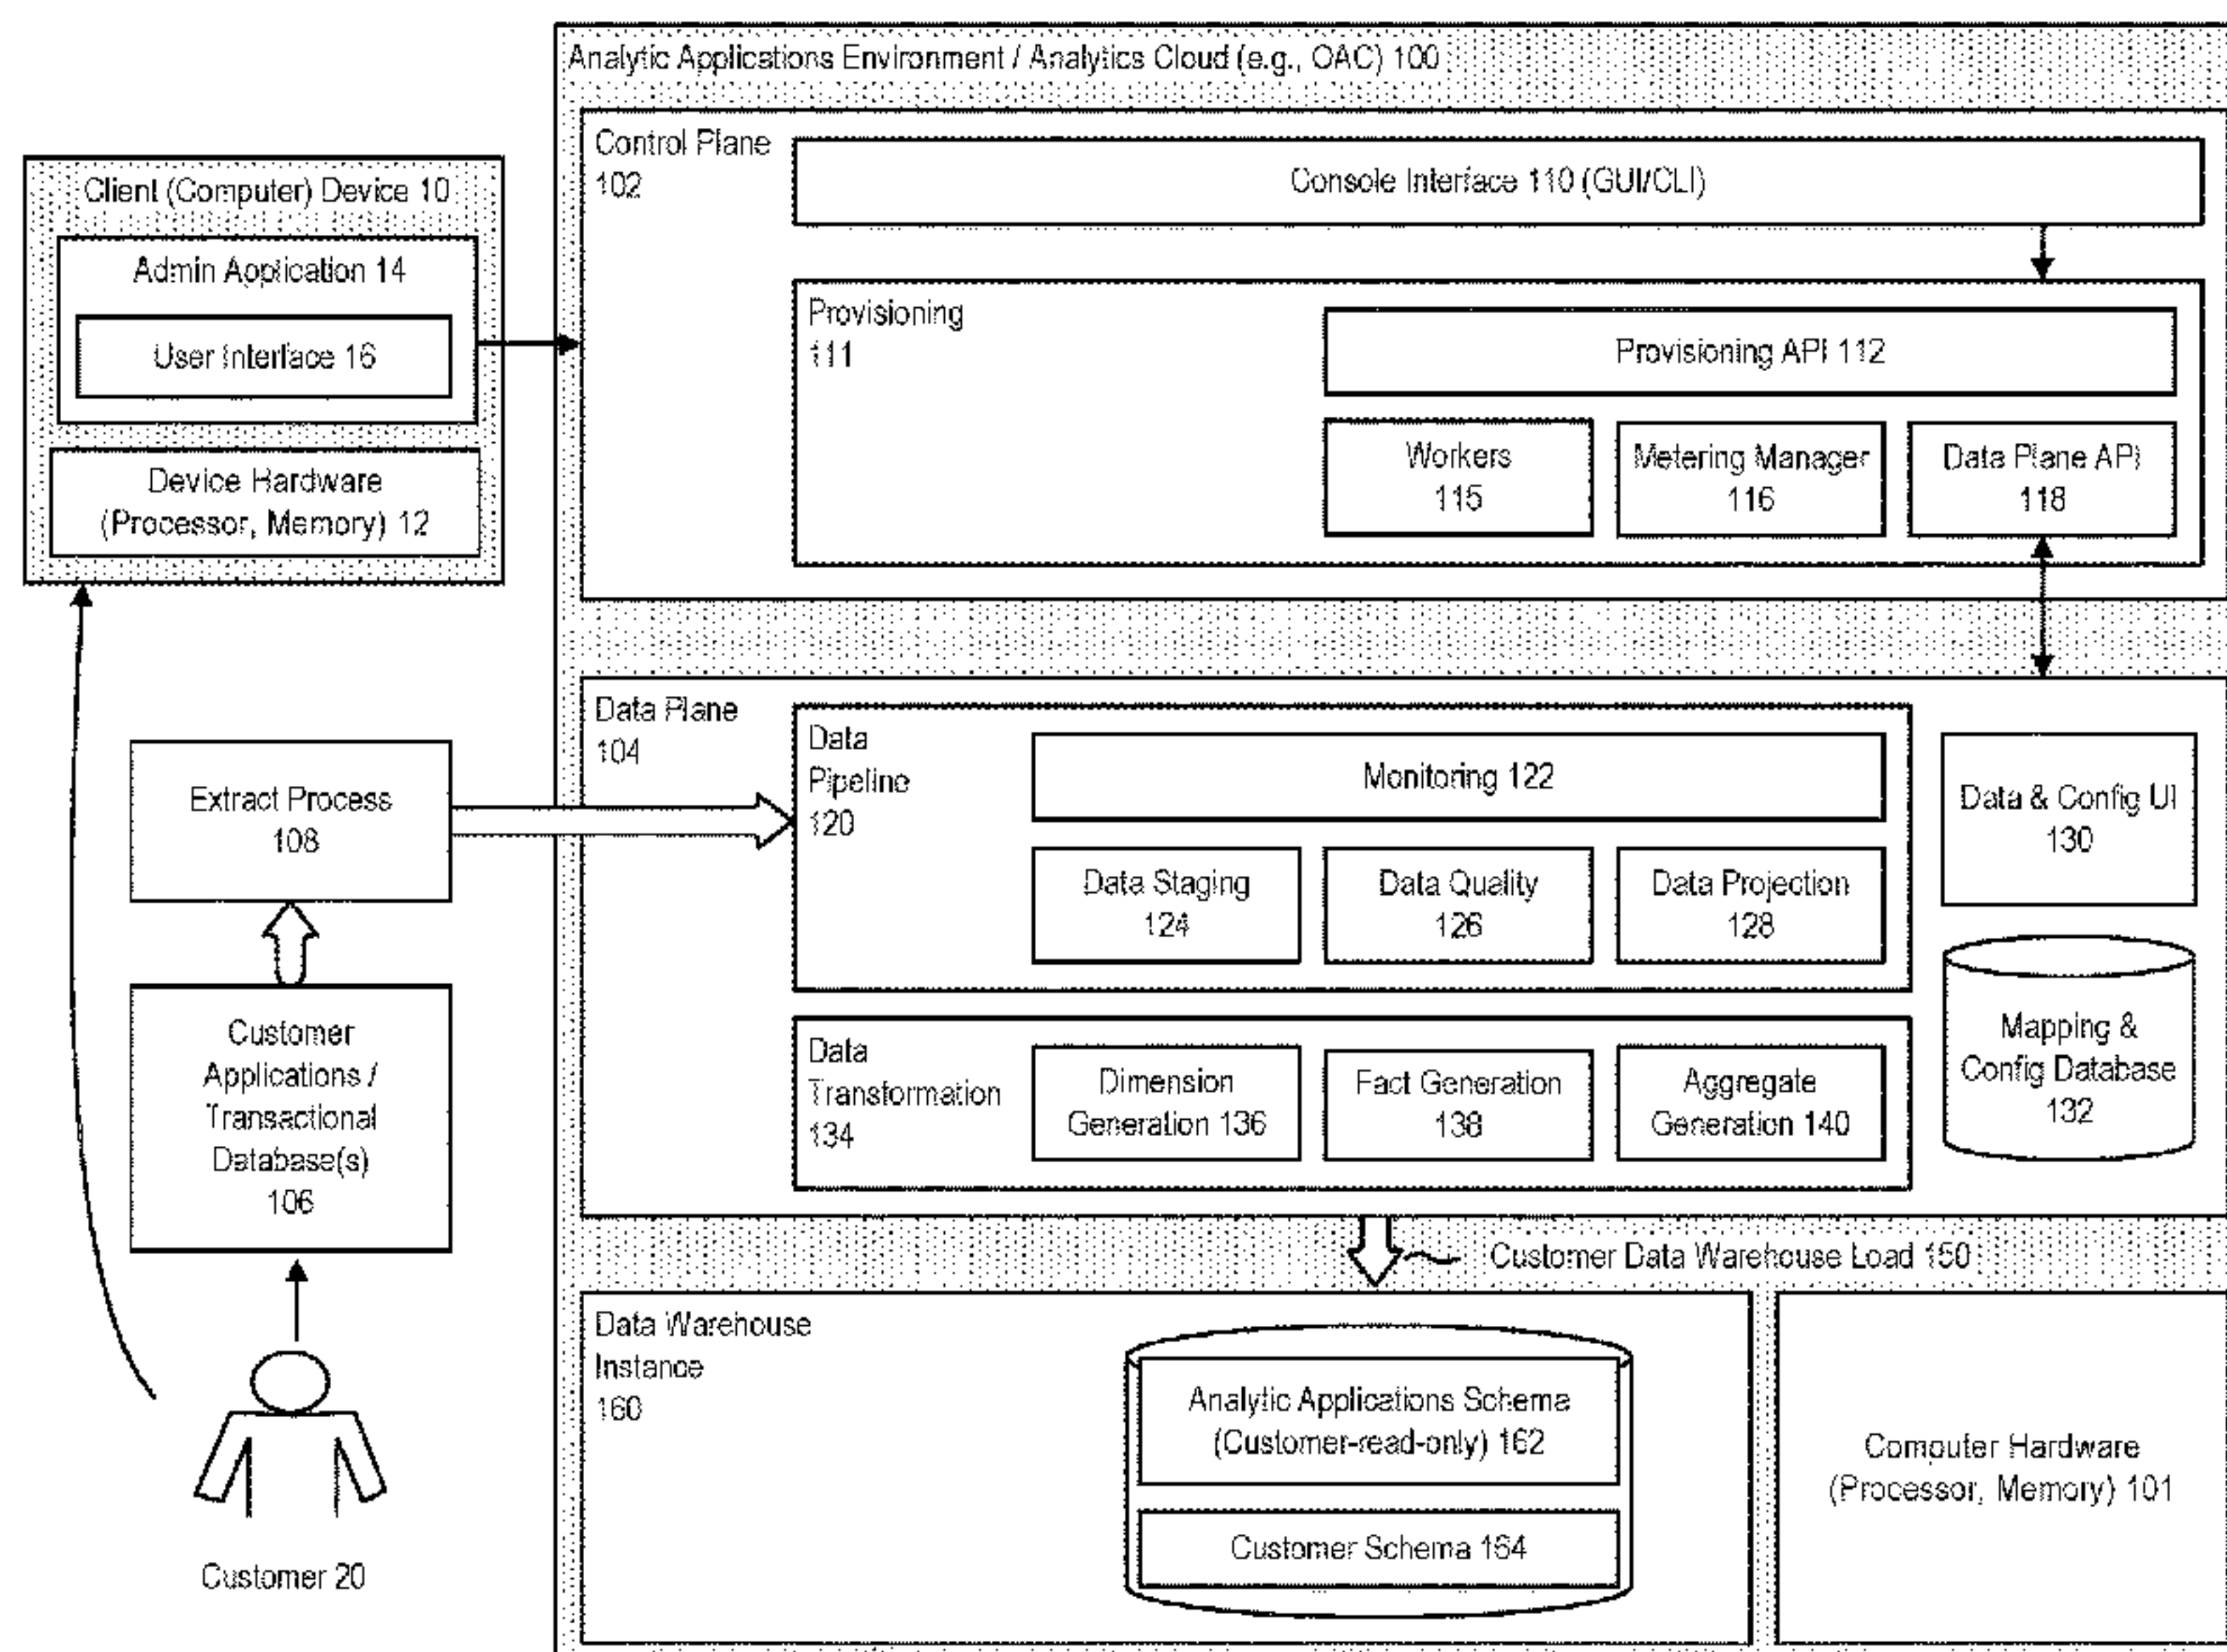 Analytic Applications Environment / Analytics Cloud (e.g., OAC) 100
Client (Computer) Device 10
Admin Application 14
User Interface 16
Device Hardware
(Processor, Memory) 12
Control Plane
102
Console Interface 110 (GUI/CLI)
Provisioning
111
Provisioning API 112
Workers
115
Metering Manager
116
Data Plane API
118
Data Plane
104
Extract Process
108
Data
Pipeline
120
Monitoring 122
Data Staging
124
Data Quality
126
Data Projection
128
Data & Config UI
130
Customer
Applications /
Transactional
Database(s)
106
Data
Transformation
134
Dimension
Generation 136
Fact Generation
138
Aggregate
Generation 140
Mapping &
Config Database
132
Customer Data Warehouse Load 150
Data Warehouse
Instance
160
Analytic Applications Schema
(Customer-read-only) 162
Customer Schema 164
Computer Hardware
(Processor, Memory) 101
Customer 20